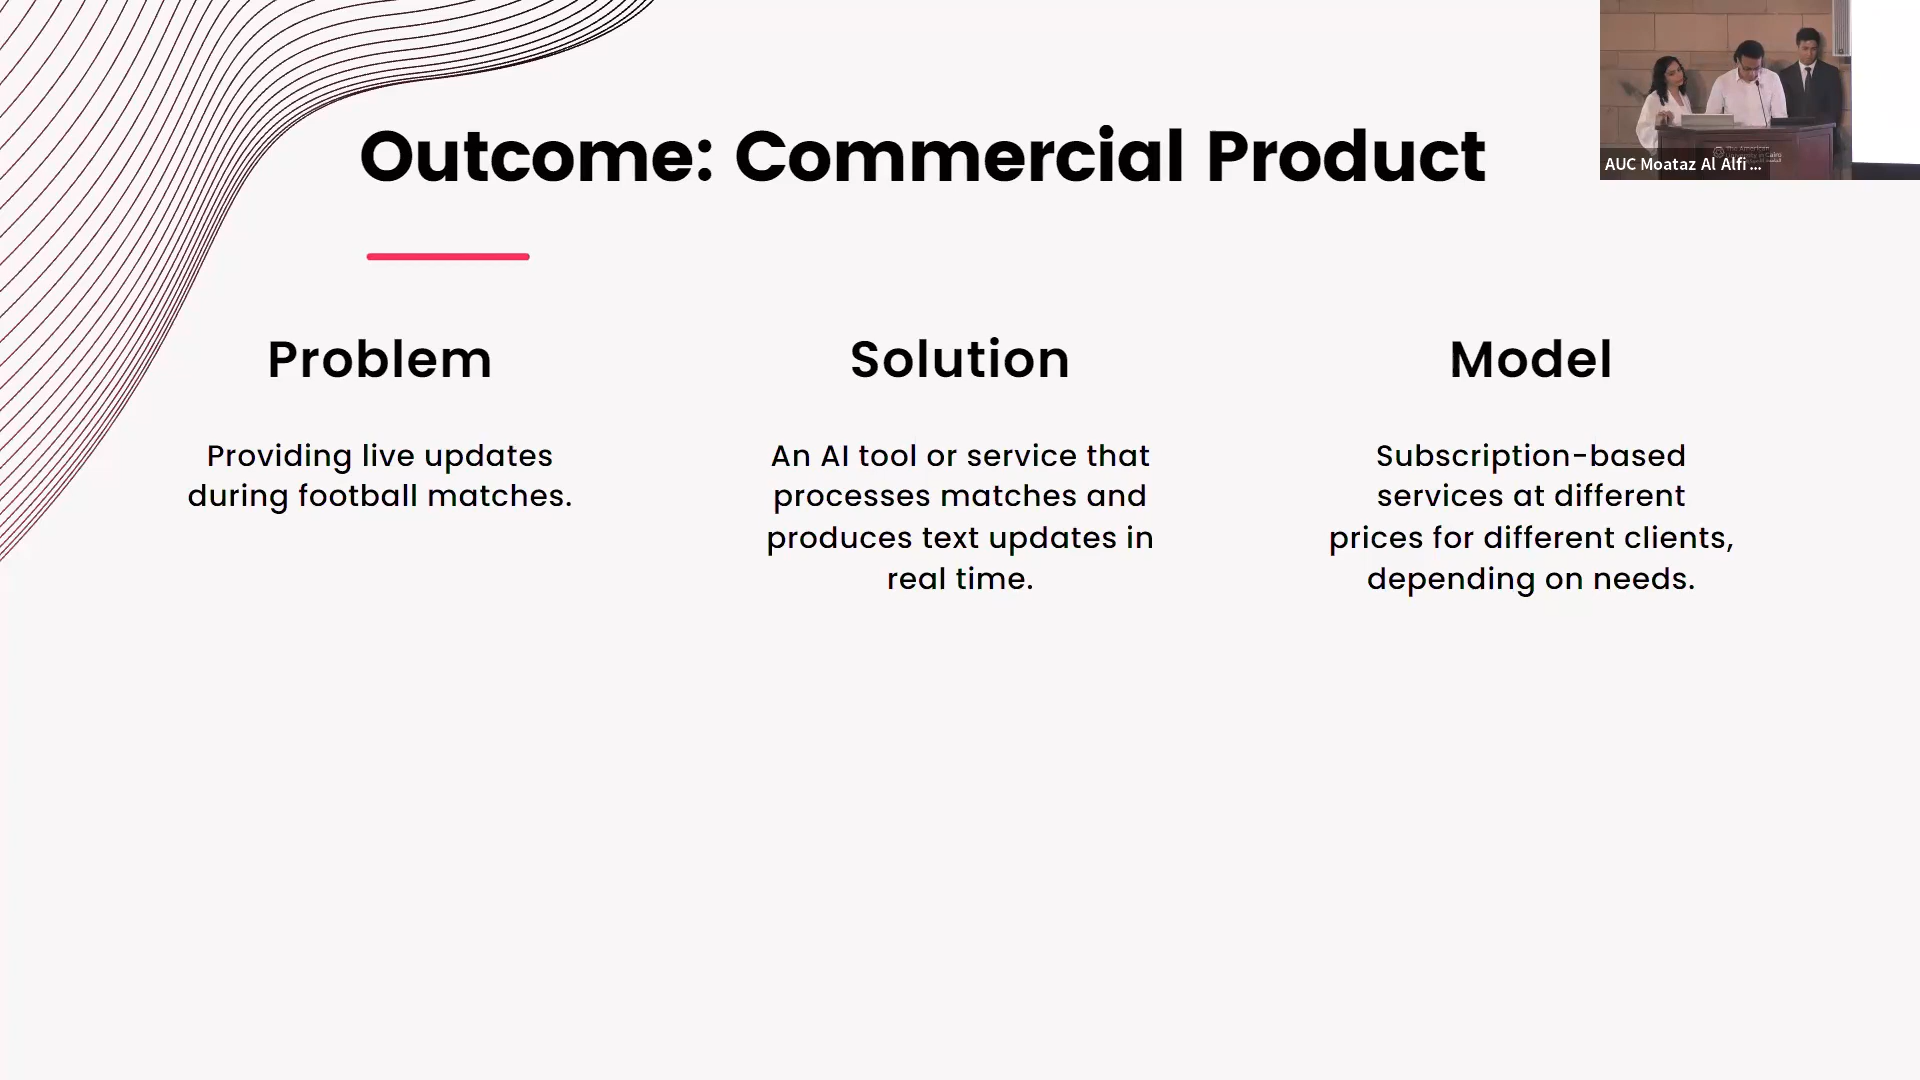 Outcome: Commercial Product
AUC Moataz Al Alfi ...
Problem
Providing live updates
during football matches.
Solution
An AI tool or service that
processes matches and
produces text updates in
real time.
Model
Subscription-based
services at different
prices for different clients,
depending on needs.